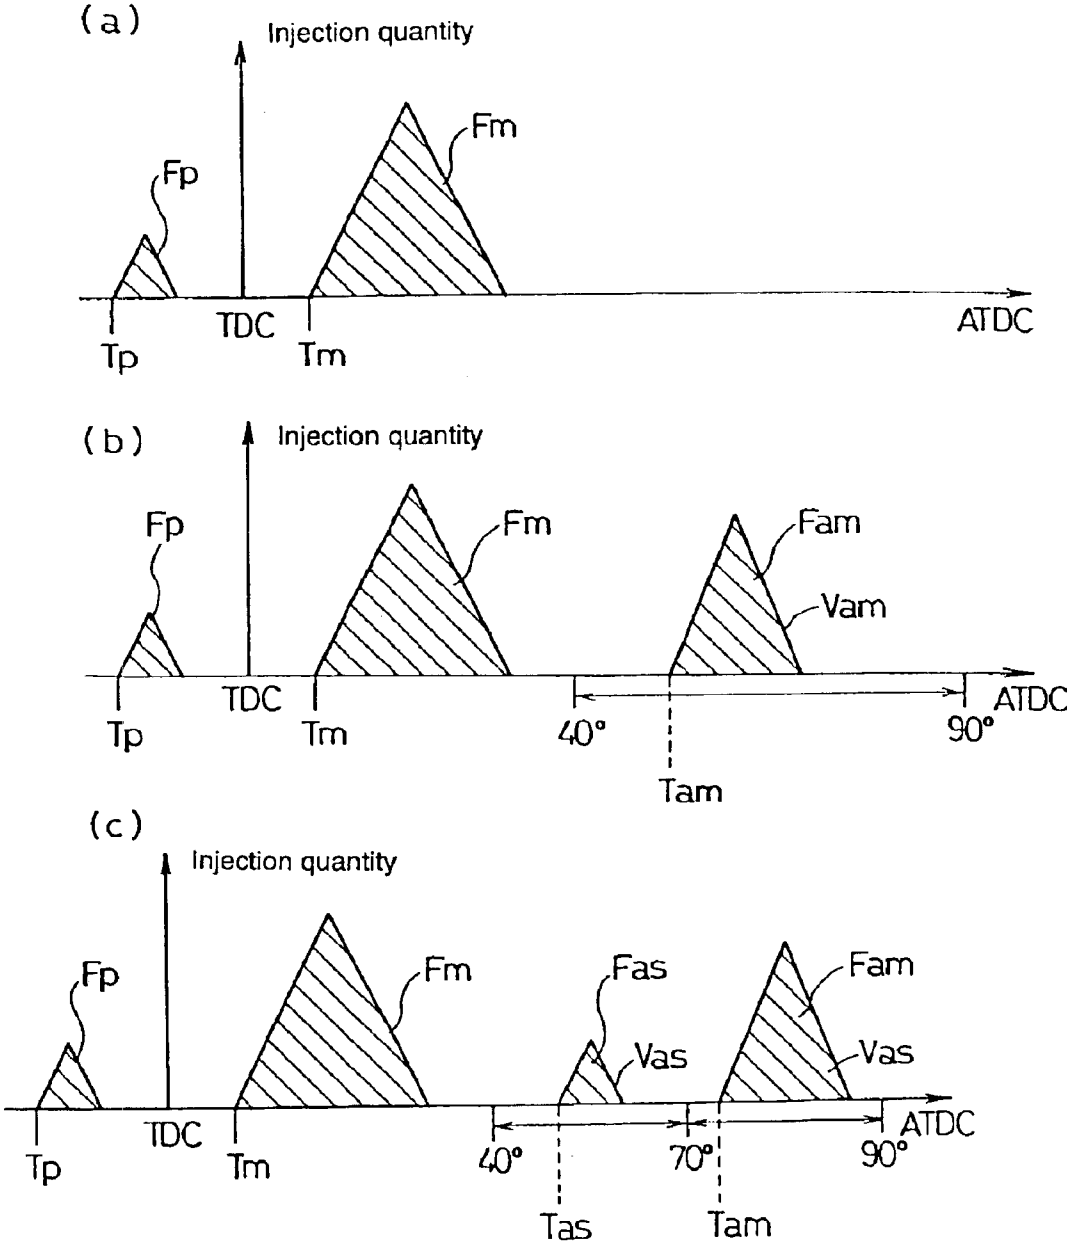 (a)
Injection quantity
Fm
Fp
TDC
ATDC
Tp
Tm
(b)
Injection quantity
Fp
Fm
Fam
Vam
TDC
ATDC
Tp
Tm
40°
90°
Tam
(c)
Injection quantity
Fp
Fm
Fas
Fam
Vas
Vas
TDC
ATDC
Tp
Tm
40°
70°
90°
Tas
Tam